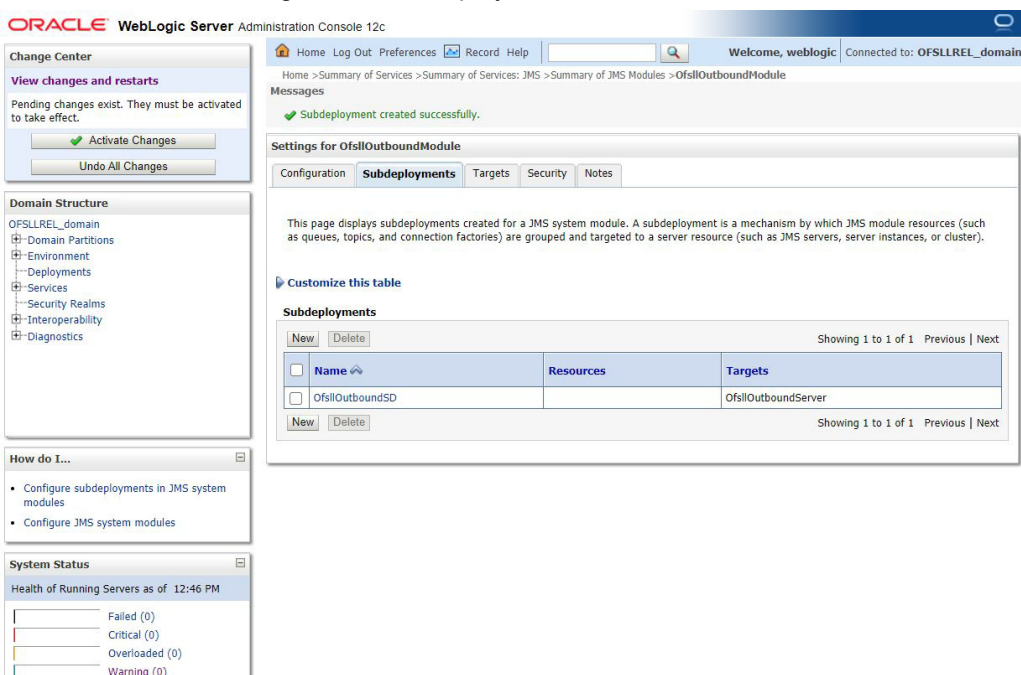 ORACLE WebLogic Server Administration Console 12c
Change Center
View changes and restarts
Pending changes exist. They must be activated
to take effect.
Activate Changes
Undo All Changes
Domain Structure
OFSLLREL_domain
Domain Partitions
Environment
Deployments
Services
Security Realms
Interoperability
Diagnostics
How do I...
Configure subdeployments in JMS system
modules
Configure JMS system modules
System Status
Health of Running Servers as of 12:46 PM
Failed (0)
Critical (0)
Overloaded (0)
Warning (0)
Home Log Out Preferences Record Help
Welcome, weblogic Connected to: OFSLLREL_domain
Home >Summary of Services >Summary of Services: JMS >Summary of JMS Modules >OfsllOutboundModule
Messages
Subdeployment created successfully.
Settings for OfsllOutboundModule
Configuration Subdeployments Targets Security Notes
This page displays subdeployments created for a JMS system module. A subdeployment is a mechanism by which JMS module resources (such
as queues, topics, and connection factories) are grouped and targeted to a server resource (such as JMS servers, server instances, or cluster).
Customize this table
Subdeployments
New Delete Showing 1 to 1 of 1 Previous | Next
Name Resources Targets
OfsllOutboundSD OfsllOutboundServer
New Delete Showing 1 to 1 of 1 Previous | Next